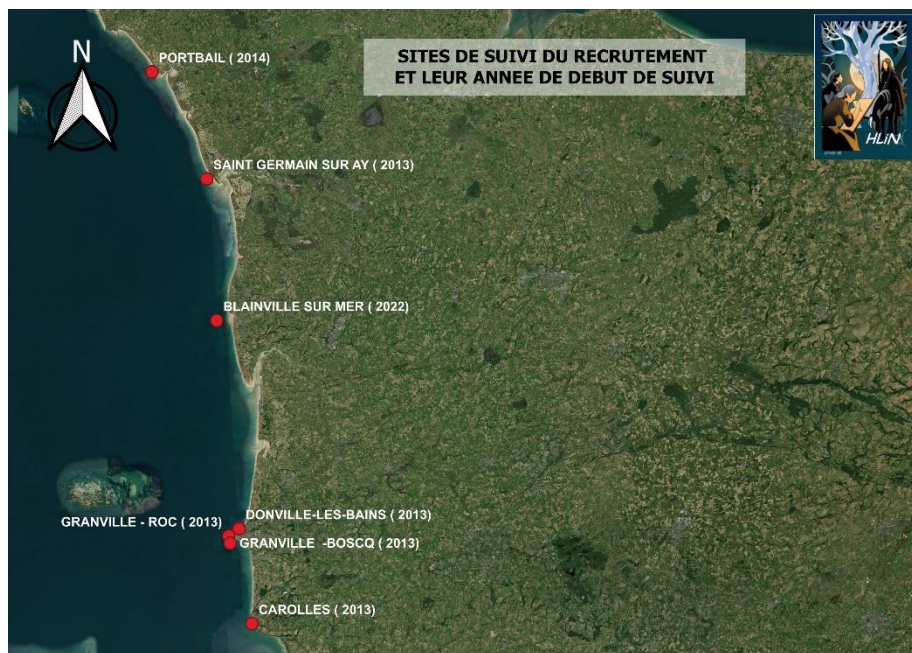 SITES DE SUIVI DU RECRUTEMENT
ET LEUR ANNEE DE DEBUT DE SUIVI
N
HLiN
PORTBAIL ( 2014)
SAINT GERMAIN SUR AY ( 2013)
BLAINVILLE SUR MER ( 2022)
DONVILLE-LES-BAINS ( 2013)
GRANVILLE - ROC ( 2013)
GRANVILLE -BOSCQ ( 2013)
CAROLLES ( 2013)